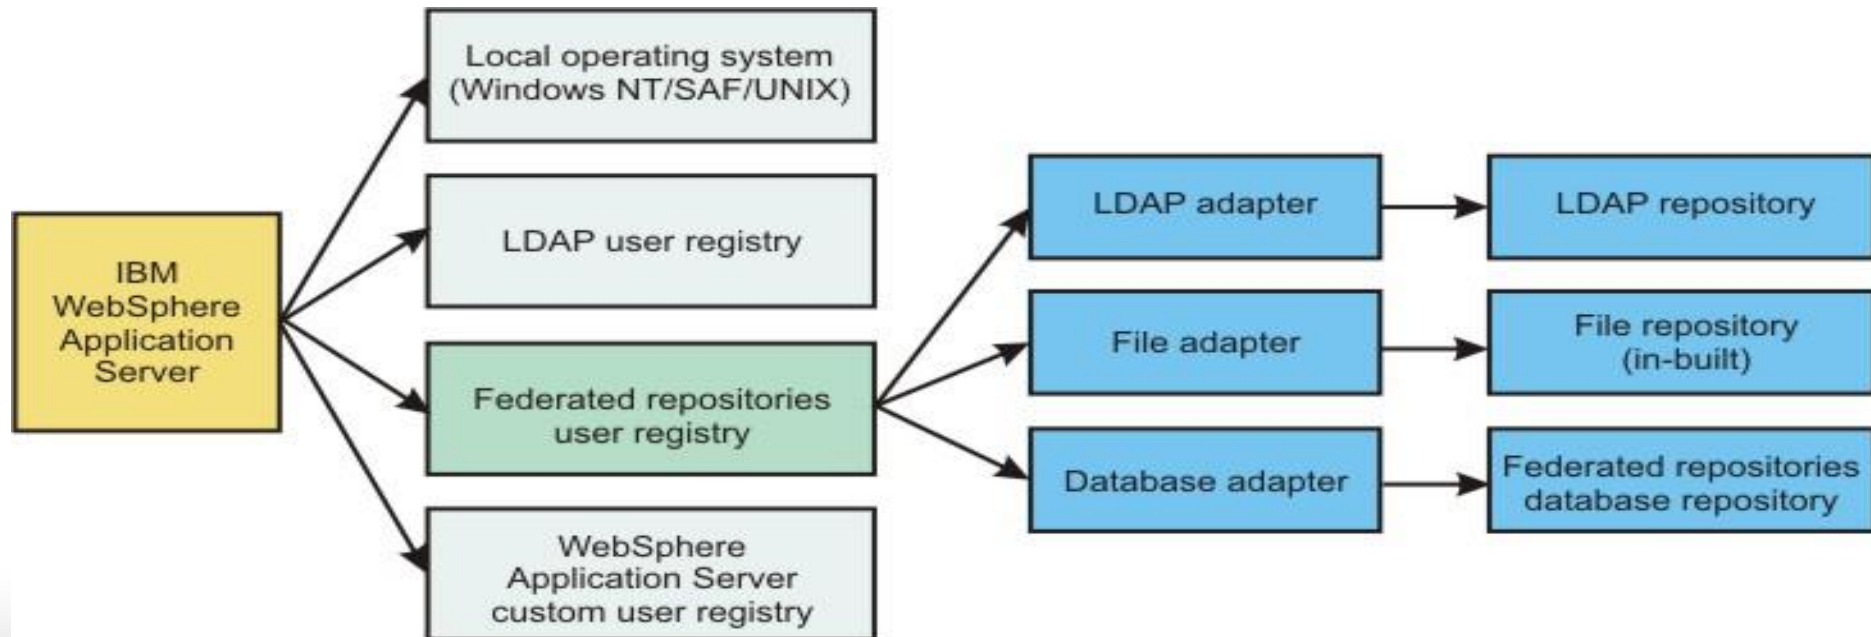 Local operating system
(Windows NT/SAF/UNIX)
LDAP user registry
IBM
WebSphere
Application
Server
Federated repositories
user registry
WebSphere
Application Server
custom user registry
LDAP adapter
LDAP repository
File adapter
File repository
(in-built)
Database adapter
Federated repositories
database repository